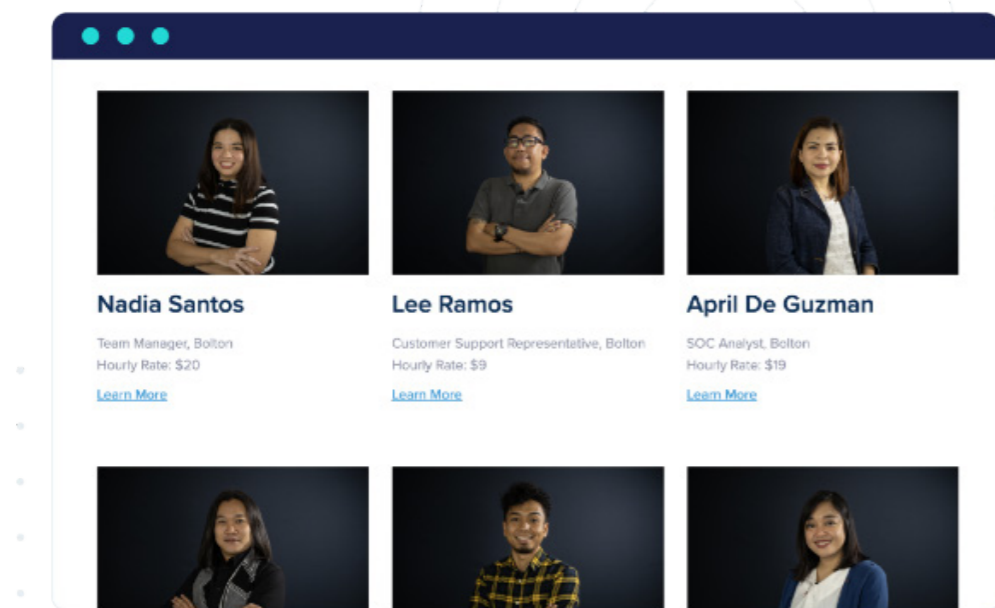 Nadia Santos
Team Manager, Bolton
Hourly Rate: $20
Learn More
Lee Ramos
Customer Support Representative, Bolton
Hourly Rate: $9
Learn More
April De Guzman
SOC Analyst, Bolton
Hourly Rate: $19
Learn More